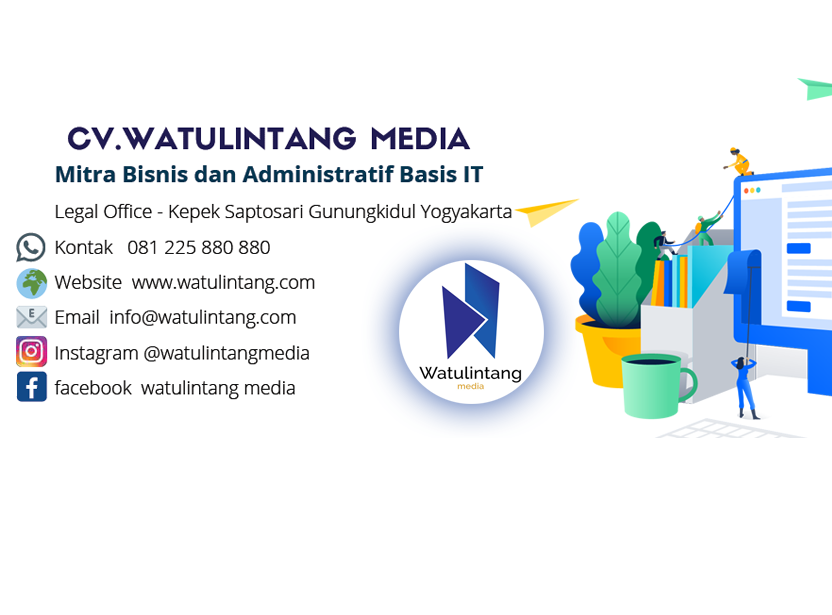 CV.WATULINTANG MEDIA
Mitra Bisnis dan Administratif Basis IT
Legal Office - Kepek Saptosari Gunungkidul Yogyakarta
Kontak 081 225 880 880
Website www.watulintang.com
E
Email info@watulintang.com
Instagram @watulintangmedia
facebook watulintang media
Watulintang
media